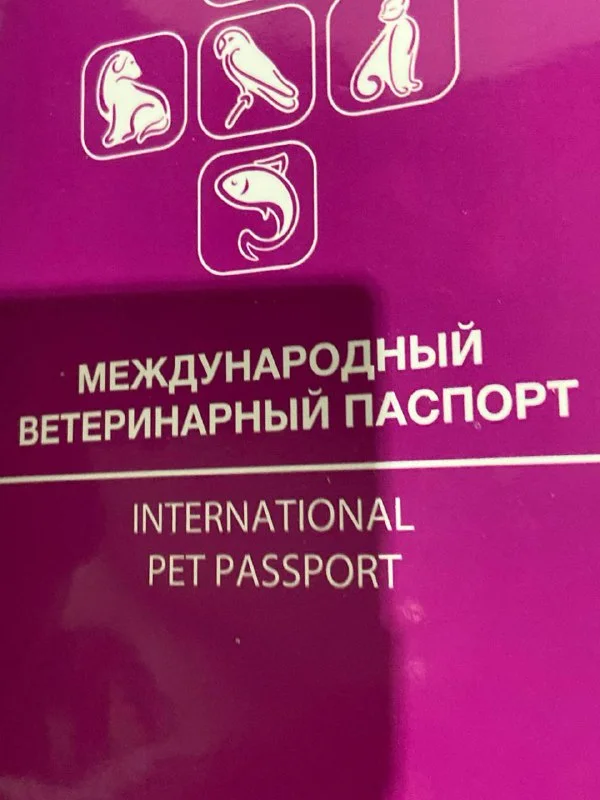 МЕЖДУНАРОДНЫЙ
ВЕТЕРИНАРНЫЙ ПАСПОРТ
INTERNATIONAL
PET PASSPORT